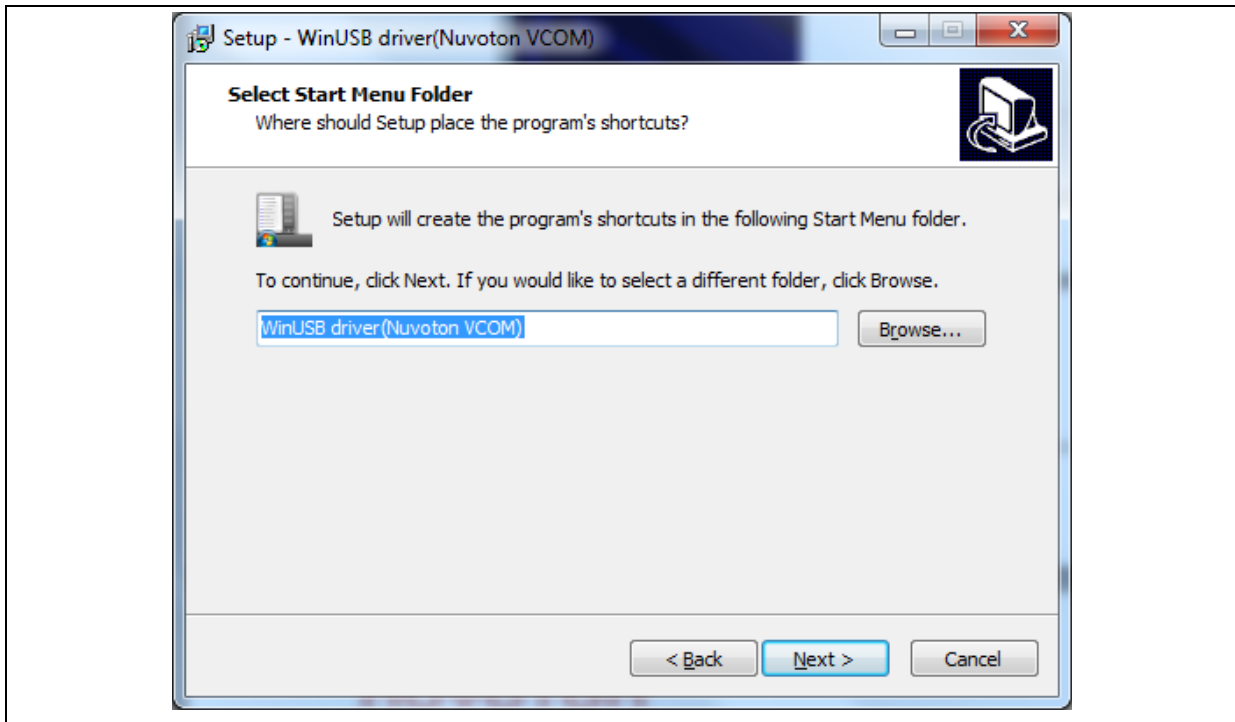 Setup - WinUSB driver(Nuvoton VCOM)
Select Start Menu Folder
Where should Setup place the program's shortcuts?
Setup will create the program's shortcuts in the following Start Menu folder.
To continue, click Next. If you would like to select a different folder, click Browse.
WinUSB driver(Nuvoton VCOM)
Browse...
< Back
Next >
Cancel